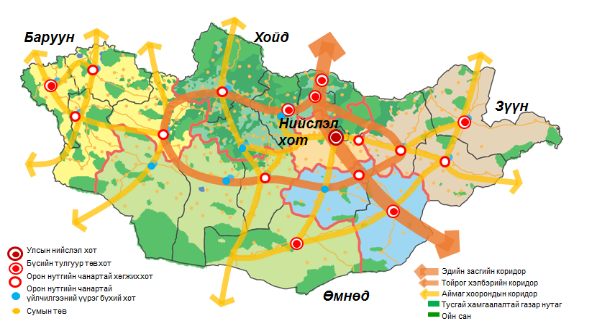 Баруун
Хойд
Зүүн
Нийслэл
хот
Өмнөд
Улсын нийслэл хот
Бүсийн тулгуур төв хот
Орон нутгийн чанартай хөгжих хот
Орон нутгийн чанартай
үйлчилгээний үүрэг бүхий хот
Сумын төв
Эдийн засгийн коридор
Тойрог хэлбэрийн коридор
Аймаг хоорондын коридор
Тусгай хамгаалалтай газар нутаг
Ойн сан